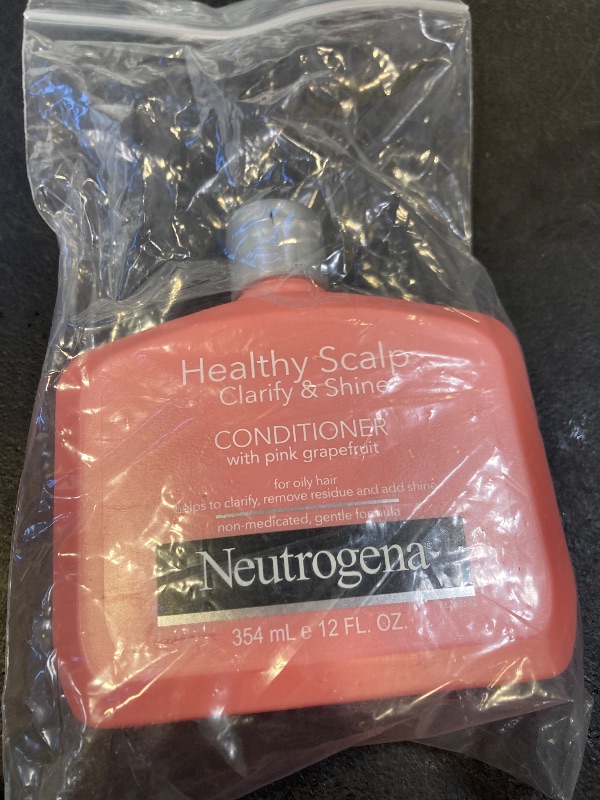 Healthy Scalp
Clarify & Shine
CONDITIONER
with pink grapefruit
for oily hair
helps to clarify, remove residue and add shine
non-medicated, gentle formula
Neutrogena®
354 mL e 12 FL. OZ.